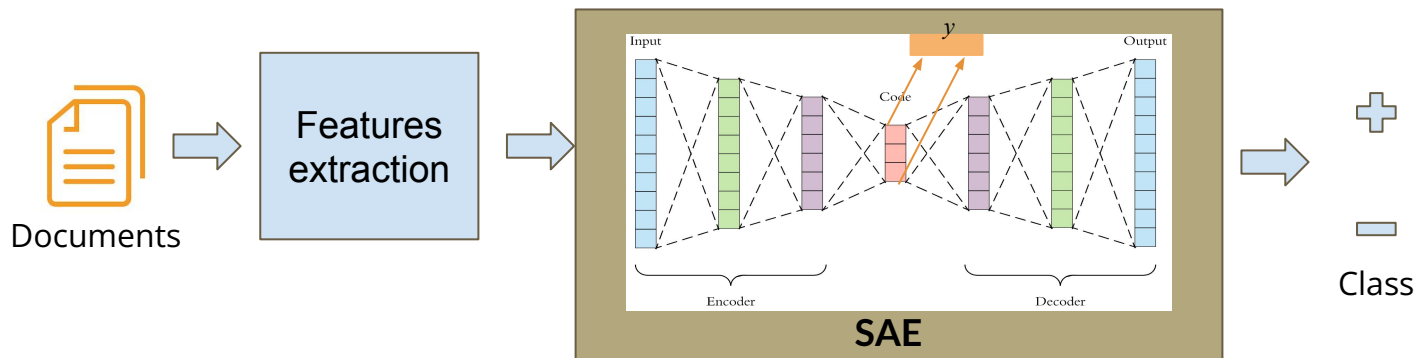 Documents
Features
extraction
Input
y
Output
Code
Encoder
Decoder
SAE
+
−
Class